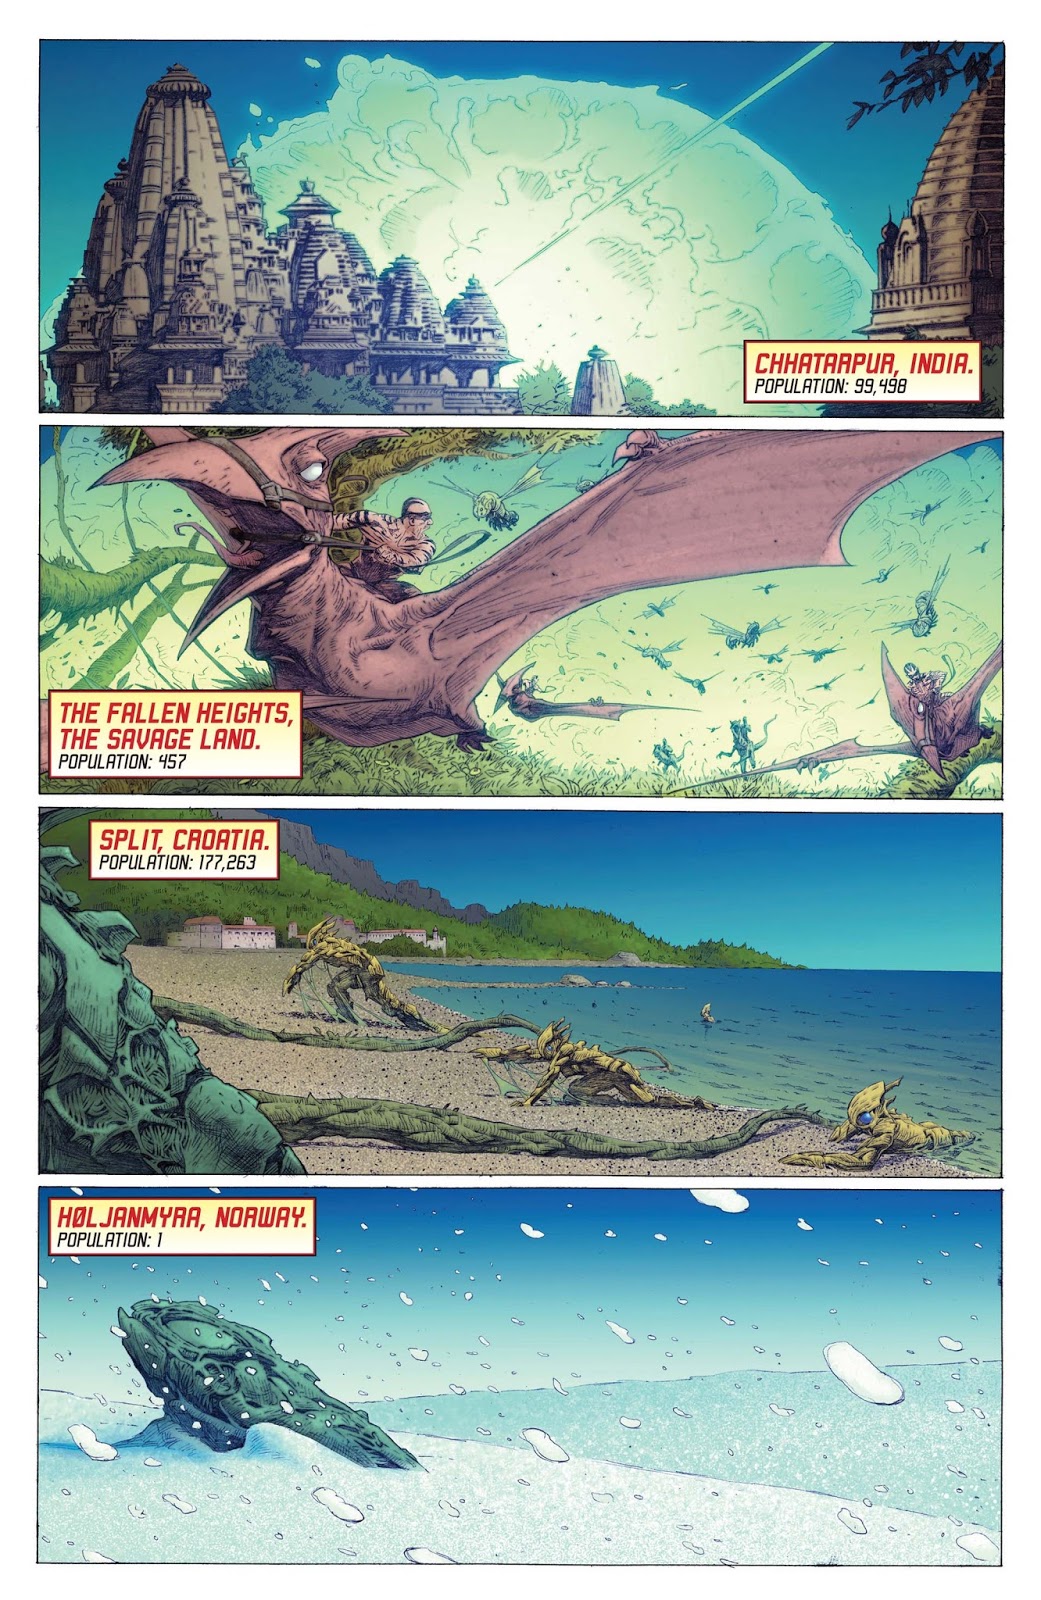 CHHATARPUR, INDIA.
POPULATION: 99,498
THE FALLEN HEIGHTS,
THE SAVAGE LAND.
POPULATION: 457
SPLIT, CROATIA.
POPULATION: 177,263
HØLJANMYRA, NORWAY.
POPULATION: 1